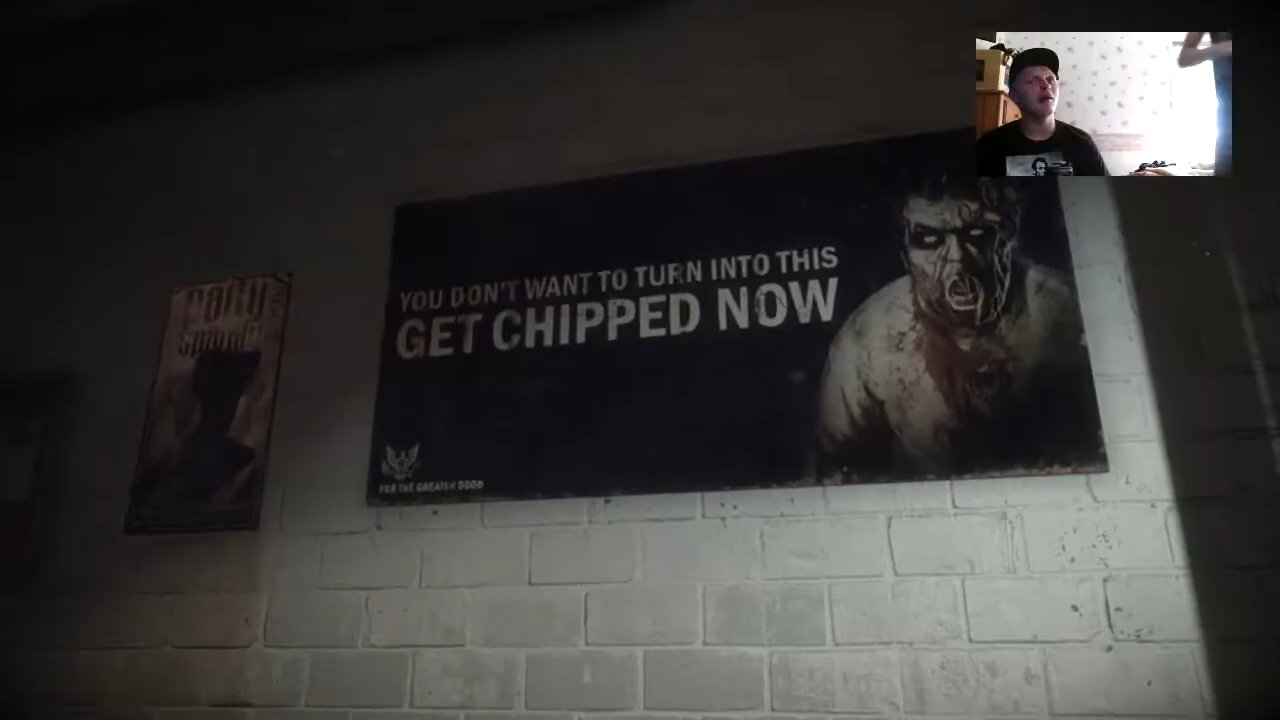 YOU DON'T WANT TO TURN INTO THIS
GET CHIPPED NOW
FOR THE GREATER GOOD